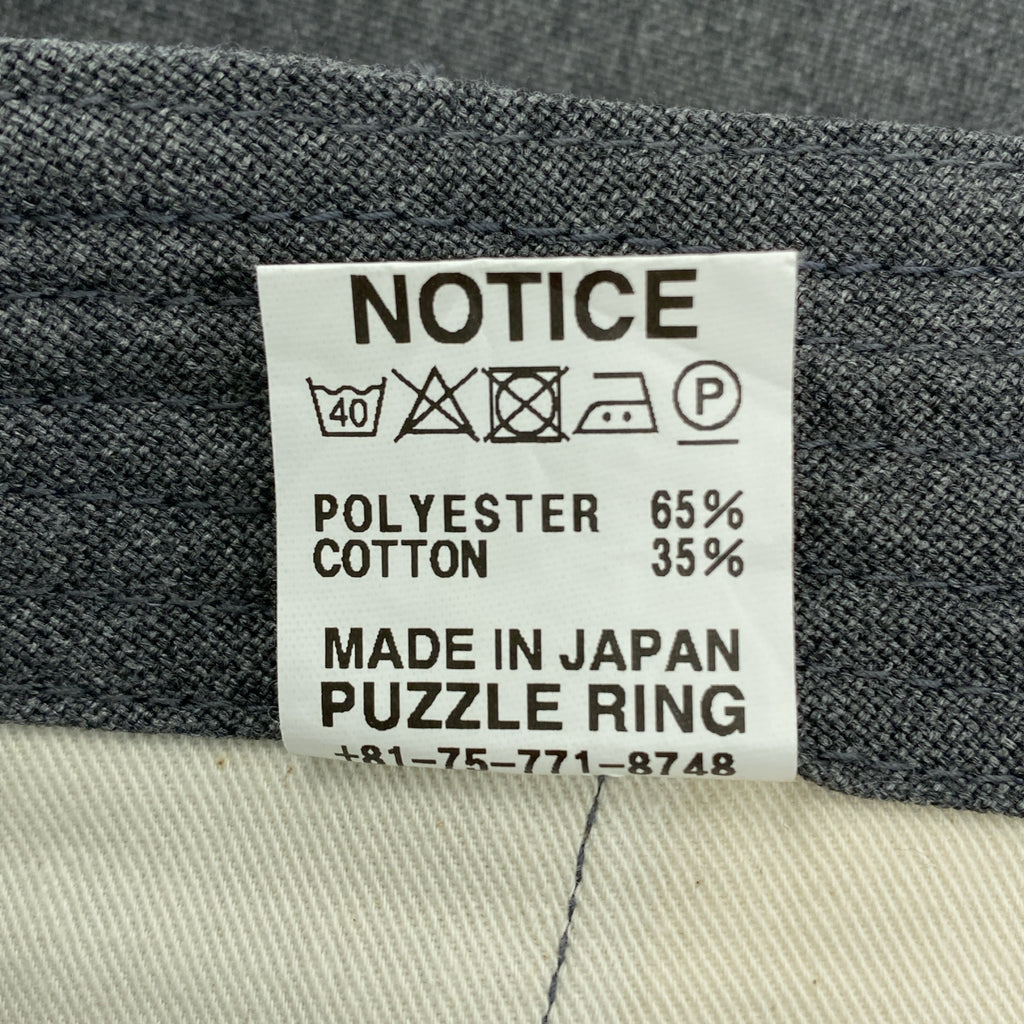 NOTICE
40 P
POLYESTER 65%
COTTON 35%
MADE IN JAPAN
PUZZLE RING
+81-75-771-8748